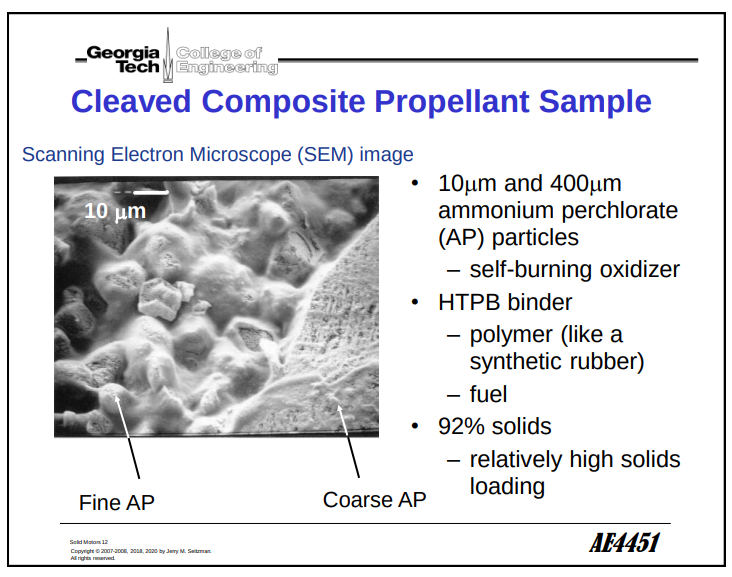 Georgia College of
Tech Engineering
Cleaved Composite Propellant Sample
Scanning Electron Microscope (SEM) image
10 μm
• 10μm and 400μm
ammonium perchlorate
(AP) particles
– self-burning oxidizer
• HTPB binder
– polymer (like a
synthetic rubber)
– fuel
• 92% solids
– relatively high solids
loading
Fine AP
Coarse AP
Solid Motors 12
Copyright © 2007-2008, 2018, 2020 by Jerry M. Seitzman.
All rights reserved.
AE4451